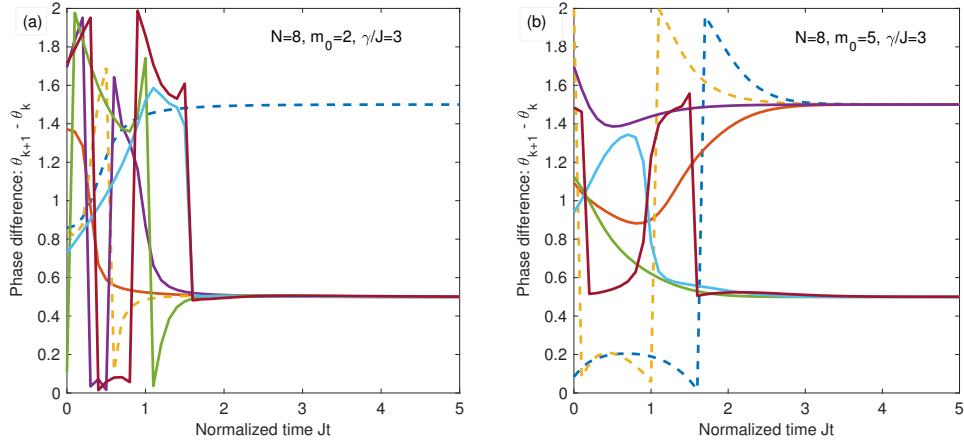 (a)
N=8, m_0=2, γ/J=3
Phase difference: θ_{k+1} - θ_k
2
1.8
1.6
1.4
1.2
1
0.8
0.6
0.4
0.2
0
0 1 2 3 4 5
Normalized time Jt
(b)
N=8, m_0=5, γ/J=3
Phase difference: θ_{k+1} - θ_k
2
1.8
1.6
1.4
1.2
1
0.8
0.6
0.4
0.2
0
0 1 2 3 4 5
Normalized time Jt